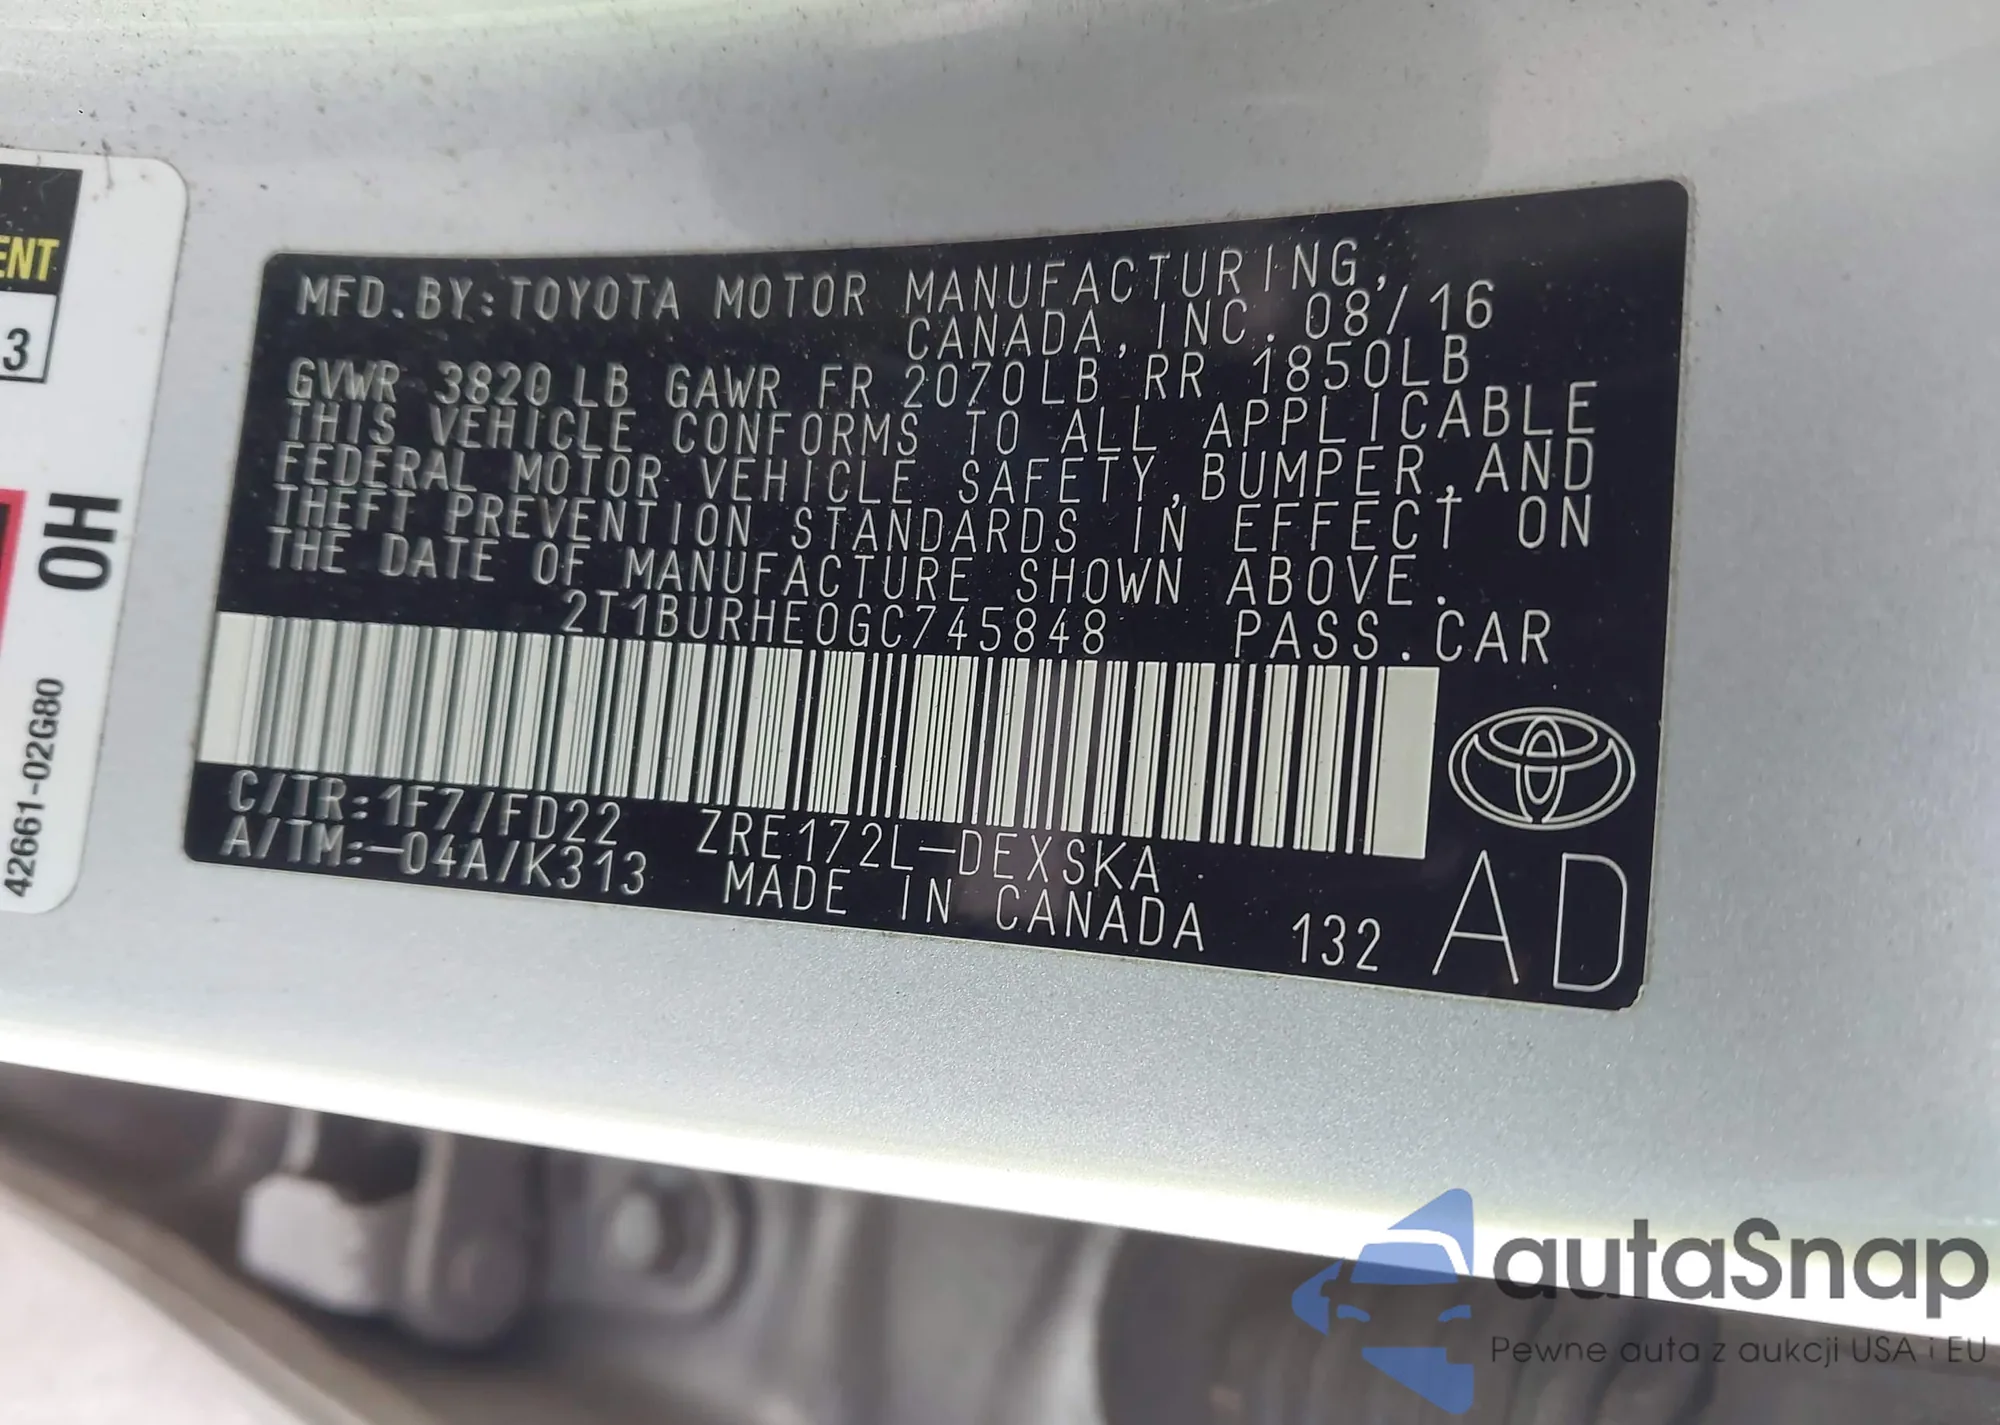 ENT
3
OH
42661-02G80
MFD. BY: TOYOTA MOTOR MANUFACTURING,
CANADA, INC. 08/16
GVWR 3820 LB GAWR FR 2070LB RR 1850LB
THIS VEHICLE CONFORMS TO ALL APPLICABLE
FEDERAL MOTOR VEHICLE SAFETY, BUMPER, AND
THEFT PREVENTION STANDARDS IN EFFECT ON
THE DATE OF MANUFACTURE SHOWN ABOVE.
2T1BURHE0GC745848 PASS. CAR
C/TR: 1F7/FD22 ZRE172L-DEXSKA
A/TM:-04A/K313 MADE IN CANADA 132
AD
autaSnap
Pewne auta z aukcji USA i EU